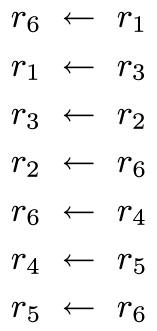 r₆ ← r₁
r₁ ← r₃
r₃ ← r₂
r₂ ← r₆
r₆ ← r₄
r₄ ← r₅
r₅ ← r₆